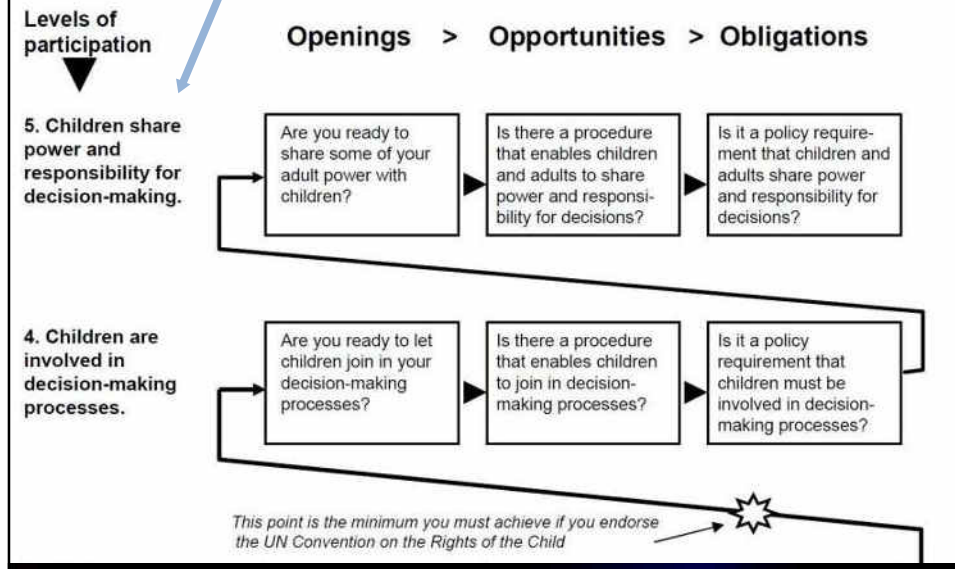 Levels of
participation
Openings > Opportunities > Obligations
5. Children share
power and
responsibility for
decision-making.
Are you ready to
share some of your
adult power with
children?
Is there a procedure
that enables children
and adults to share
power and responsi-
bility for decisions?
Is it a policy require-
ment that children and
adults share power
and responsibility for
decisions?
4. Children are
involved in
decision-making
processes.
Are you ready to let
children join in your
decision-making
processes?
Is there a procedure
that enables children
to join in decision-
making processes?
Is it a policy
requirement that
children must be
involved in decision-
making processes?
This point is the minimum you must achieve if you endorse
the UN Convention on the Rights of the Child